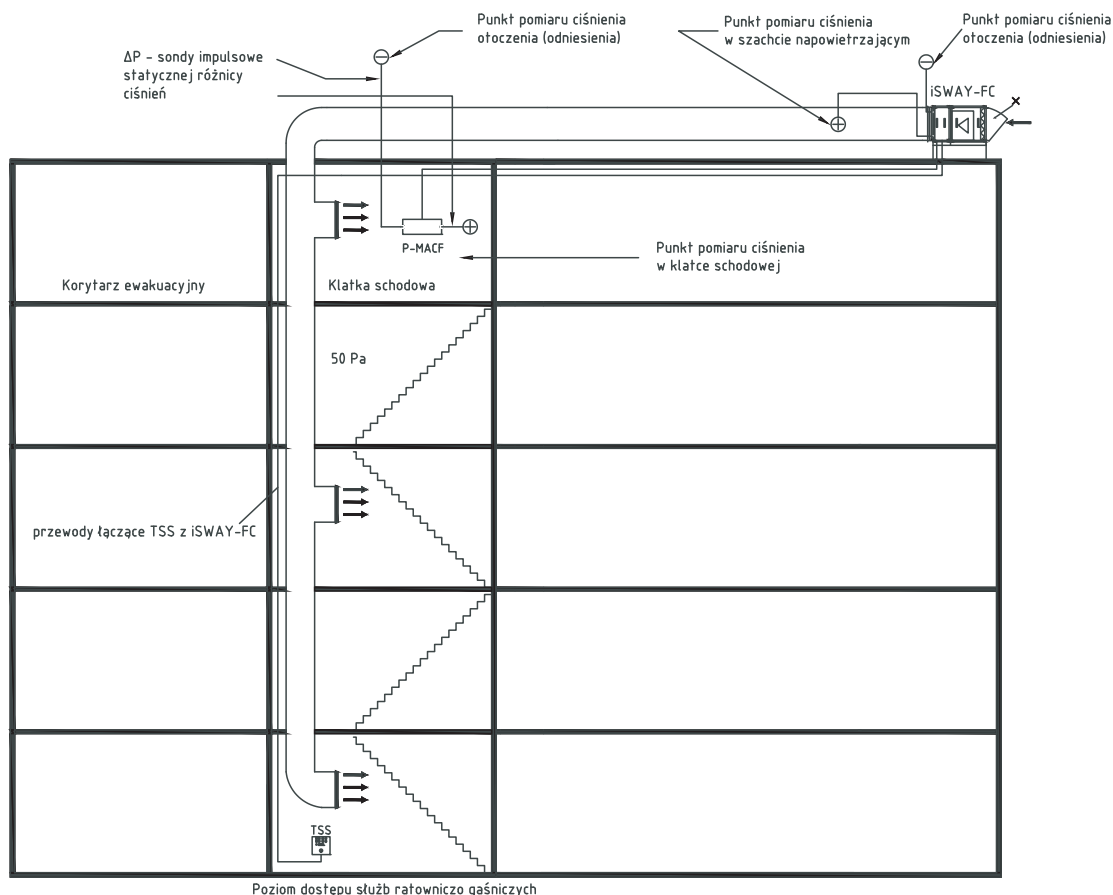 Punkt pomiaru ciśnienia
otoczenia (odniesienia)
Punkt pomiaru ciśnienia
w szachcie napowietrzającym
Punkt pomiaru ciśnienia
otoczenia (odniesienia)
ΔP - sondy impulsowe
statycznej różnicy
ciśnień
iSWAY-FC
P-MACF
Punkt pomiaru ciśnienia
w klatce schodowej
Korytarz ewakuacyjny
Klatka schodowa
50 Pa
przewody łączące TSS z iSWAY-FC
TSS
Poziom dostępu służb ratowniczo gaśniczych